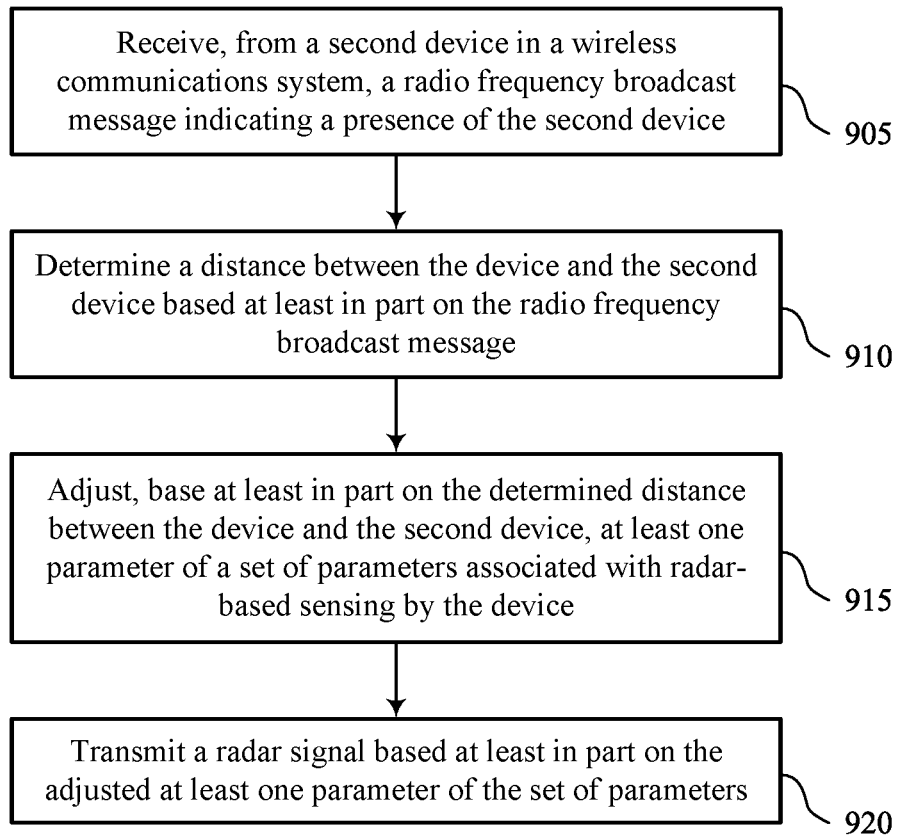 Receive, from a second device in a wireless
communications system, a radio frequency broadcast
message indicating a presence of the second device
905
Determine a distance between the device and the second
device based at least in part on the radio frequency
broadcast message
910
Adjust, base at least in part on the determined distance
between the device and the second device, at least one
parameter of a set of parameters associated with radar-
based sensing by the device
915
Transmit a radar signal based at least in part on the
adjusted at least one parameter of the set of parameters
920